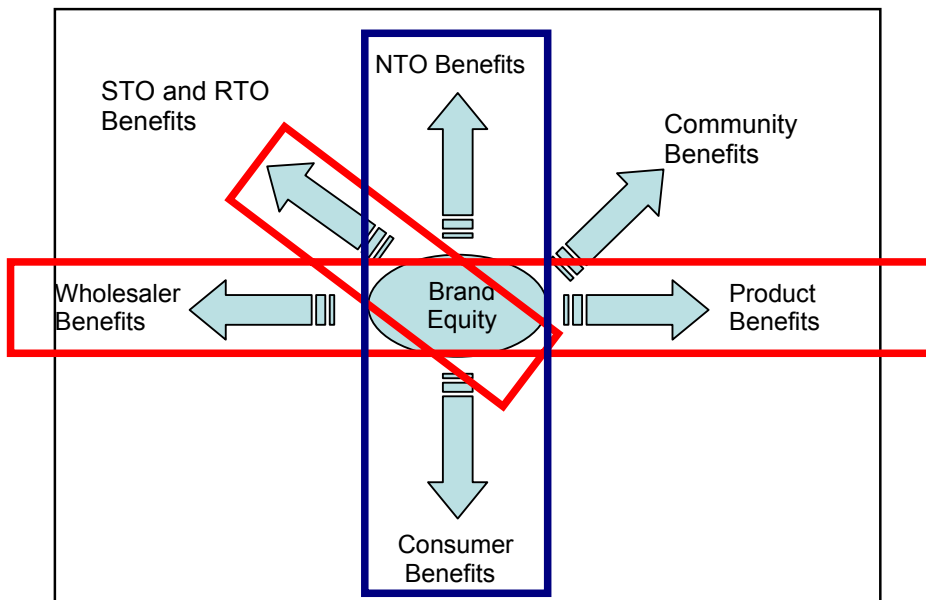 NTO Benefits
STO and RTO
Benefits
Community
Benefits
Wholesaler
Benefits
Brand
Equity
Product
Benefits
Consumer
Benefits